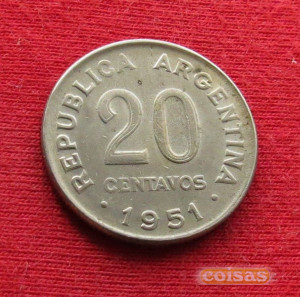 REPUBLICA ARGENTINA
20
CENTAVOS
· 1951 ·
coisas